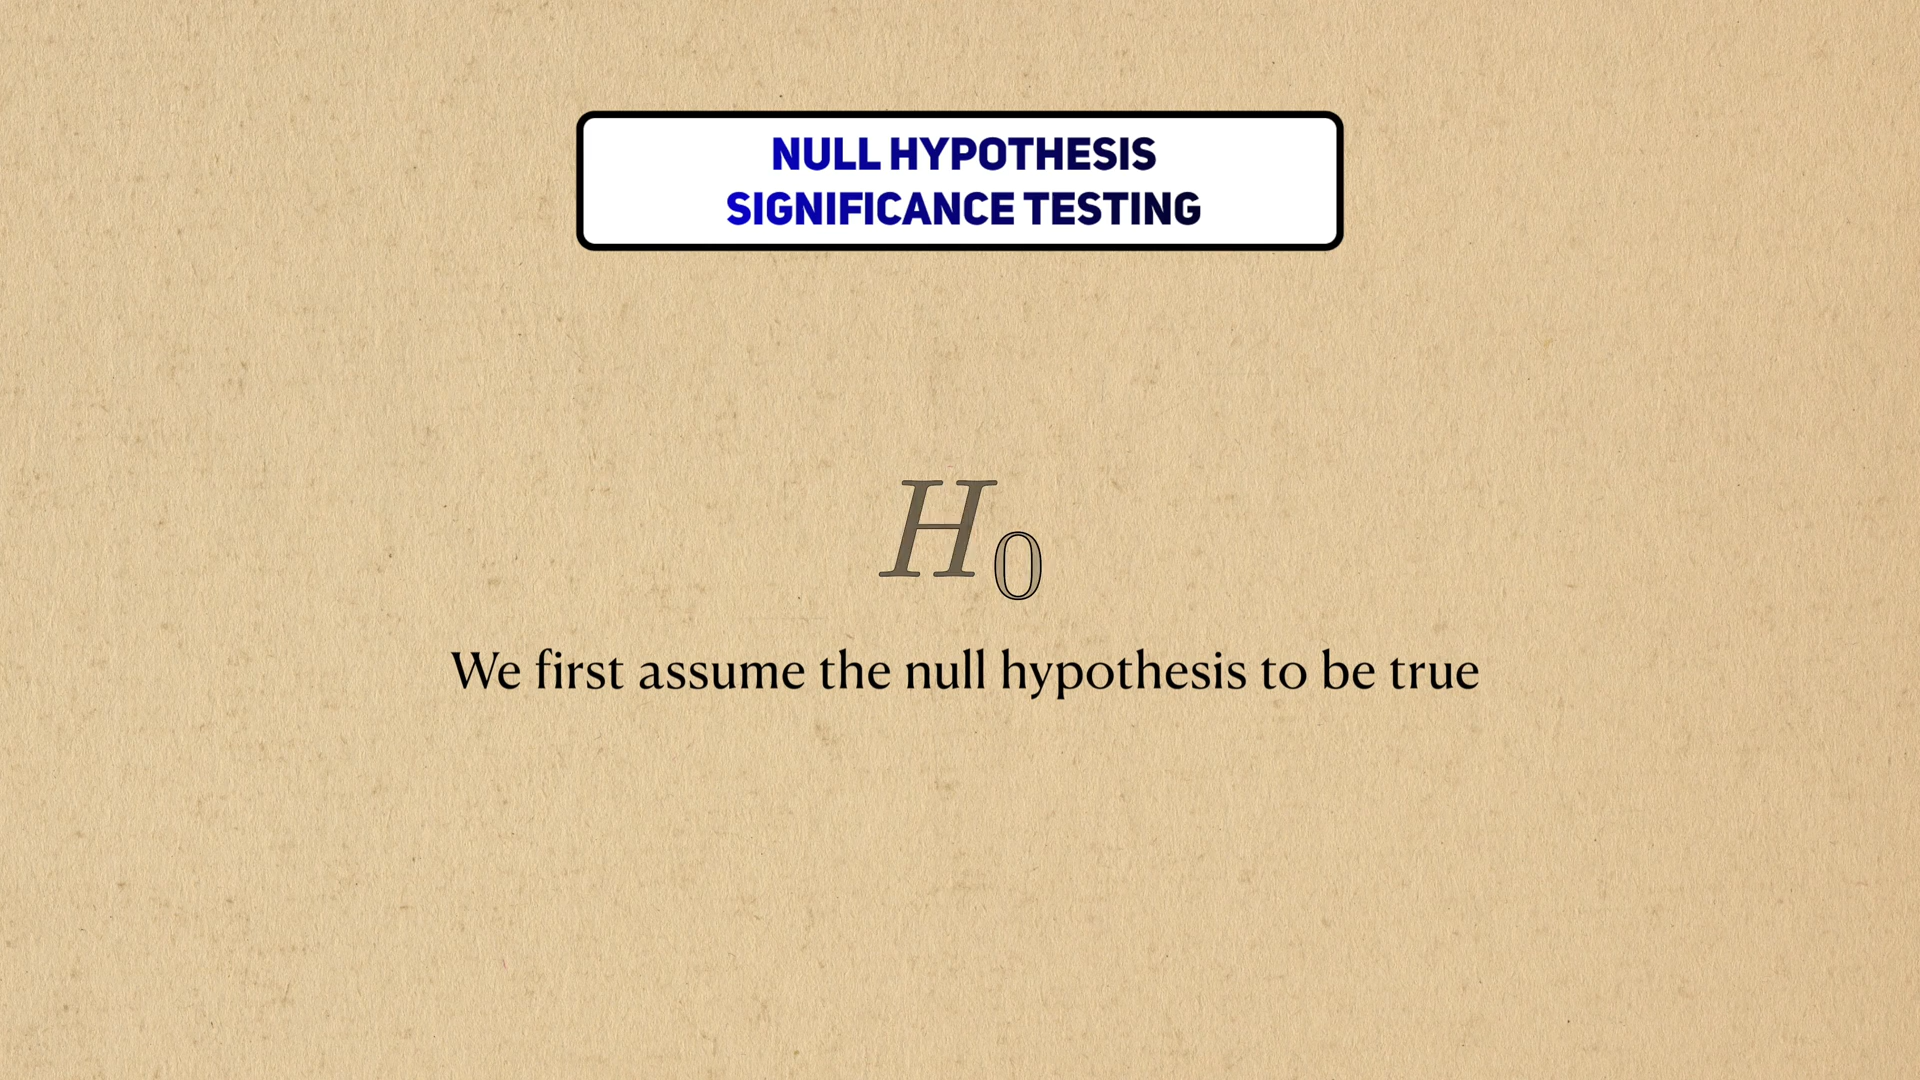 NULL HYPOTHESIS
SIGNIFICANCE TESTING
H₀
We first assume the null hypothesis to be true